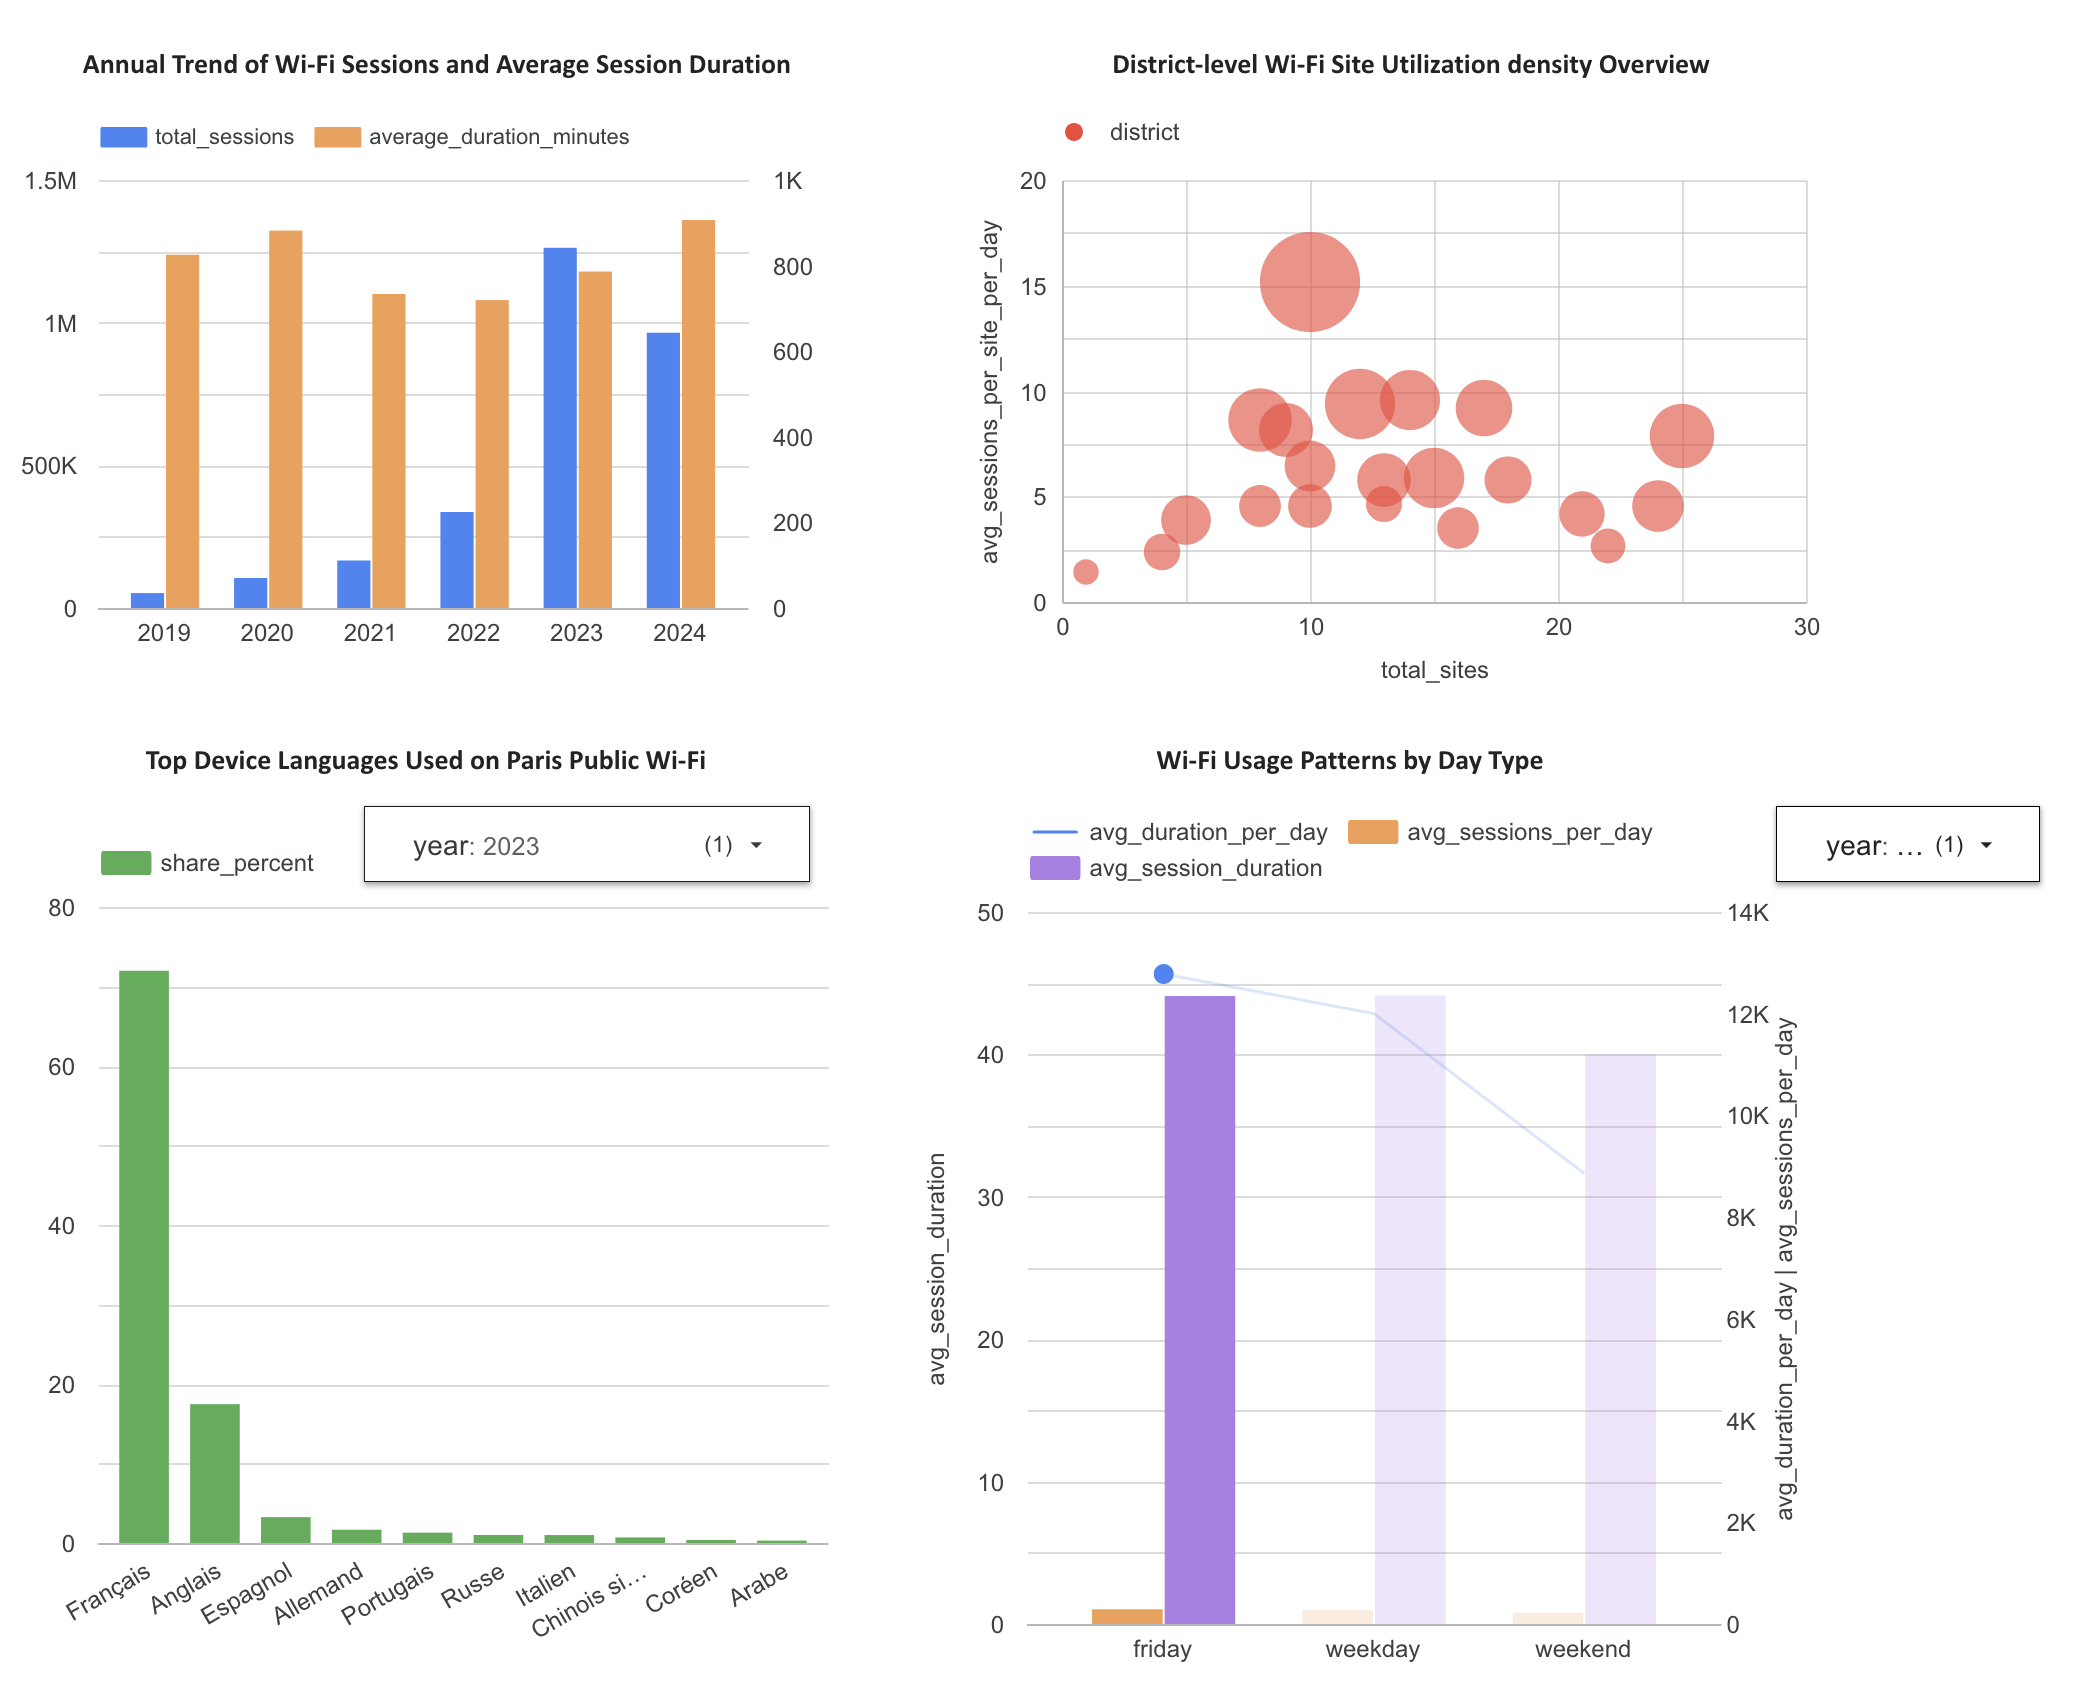 Annual Trend of Wi-Fi Sessions and Average Session Duration
total_sessions
average_duration_minutes
1.5M
1M
500K
0
1K
800
600
400
200
0
2019
2020
2021
2022
2023
2024
District-level Wi-Fi Site Utilization density Overview
district
avg_sessions_per_site_per_day
20
15
10
5
0
0
10
20
30
total_sites
Top Device Languages Used on Paris Public Wi-Fi
share_percent
year: 2023 (1)
80
60
40
20
0
Français
Anglais
Espagnol
Allemand
Portugais
Russe
Italien
Chinois si…
Coréen
Arabe
Wi-Fi Usage Patterns by Day Type
avg_duration_per_day
avg_sessions_per_day
avg_session_duration
year: … (1)
avg_session_duration
50
40
30
20
10
0
14K
12K
10K
8K
6K
4K
2K
0
avg_duration_per_day | avg_sessions_per_day
friday
weekday
weekend